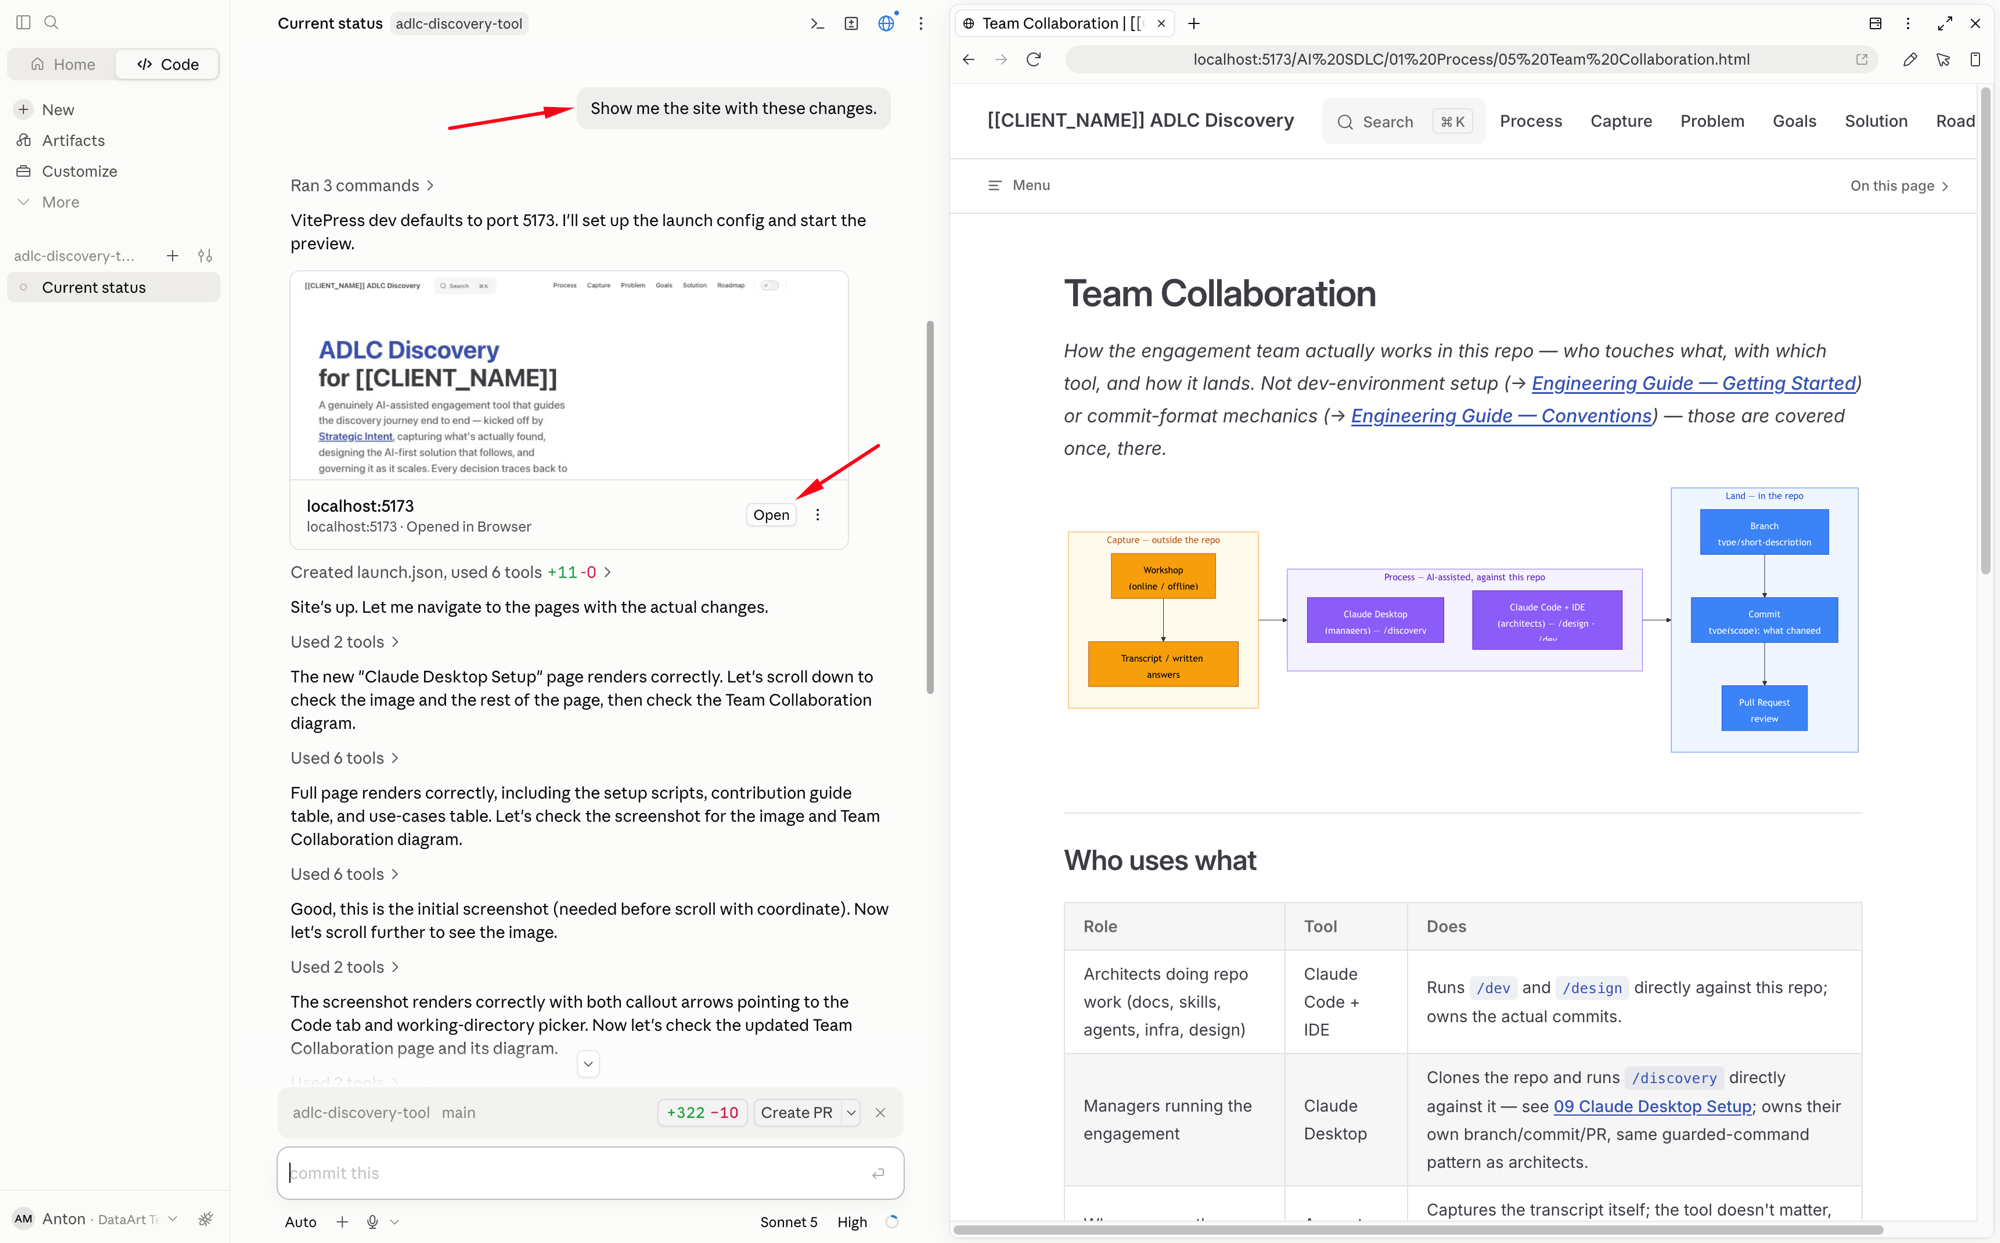 Home
Code
New
Artifacts
Customize
More
adlc-discovery-t...
Current status
AM Anton · DataArt
Current status adlc-discovery-tool
Show me the site with these changes.
Ran 3 commands
VitePress dev defaults to port 5173. I'll set up the launch config and start the
preview.
[[CLIENT_NAME]] ADLC Discovery Search ⌘K Process Capture Problem Goals Solution Roadmap
ADLC Discovery
for [[CLIENT_NAME]]
A genuinely AI-assisted engagement tool that guides
the discovery journey end to end — kicked off by
Strategic Intent, capturing what's actually found,
designing the AI-first solution that follows, and
governing it as it scales. Every decision traces back to
localhost:5173
localhost:5173 · Opened in Browser
Open
Created launch.json, used 6 tools +11 -0
Site's up. Let me navigate to the pages with the actual changes.
Used 2 tools
The new "Claude Desktop Setup" page renders correctly. Let's scroll down to
check the image and the rest of the page, then check the Team Collaboration
diagram.
Used 6 tools
Full page renders correctly, including the setup scripts, contribution guide
table, and use-cases table. Let's check the screenshot for the image and Team
Collaboration diagram.
Used 6 tools
Good, this is the initial screenshot (needed before scroll with coordinate). Now
let's scroll further to see the image.
Used 2 tools
The screenshot renders correctly with both callout arrows pointing to the
Code tab and working-directory picker. Now let's check the updated Team
Collaboration page and its diagram.
Used 2 tools
adlc-discovery-tool main +322 −10 Create PR
commit this
Auto Sonnet 5 High
Team Collaboration | [[
localhost:5173/AI%20SDLC/01%20Process/05%20Team%20Collaboration.html
[[CLIENT_NAME]] ADLC Discovery Search ⌘K Process Capture Problem Goals Solution Road
Menu
On this page
Team Collaboration
How the engagement team actually works in this repo — who touches what, with which
tool, and how it lands. Not dev-environment setup (→ Engineering Guide — Getting Started)
or commit-format mechanics (→ Engineering Guide — Conventions) — those are covered
once, there.
Capture — outside the repo
Workshop
(online / offline)
Transcript / written
answers
Process — AI-assisted, against this repo
Claude Desktop
(managers) — /discovery
Claude Code + IDE
(architects) — /design ·
/dev
Land — in the repo
Branch
type/short-description
Commit
type(scope): what changed
Pull Request
review
Who uses what
Role Tool Does
Architects doing repo
work (docs, skills,
agents, infra, design)
Claude
Code +
IDE
Runs /dev and /design directly against this repo;
owns the actual commits.
Managers running the
engagement
Claude
Desktop
Clones the repo and runs /discovery directly
against it — see 09 Claude Desktop Setup; owns their
own branch/commit/PR, same guarded-command
pattern as architects.
Captures the transcript itself; the tool doesn't matter,